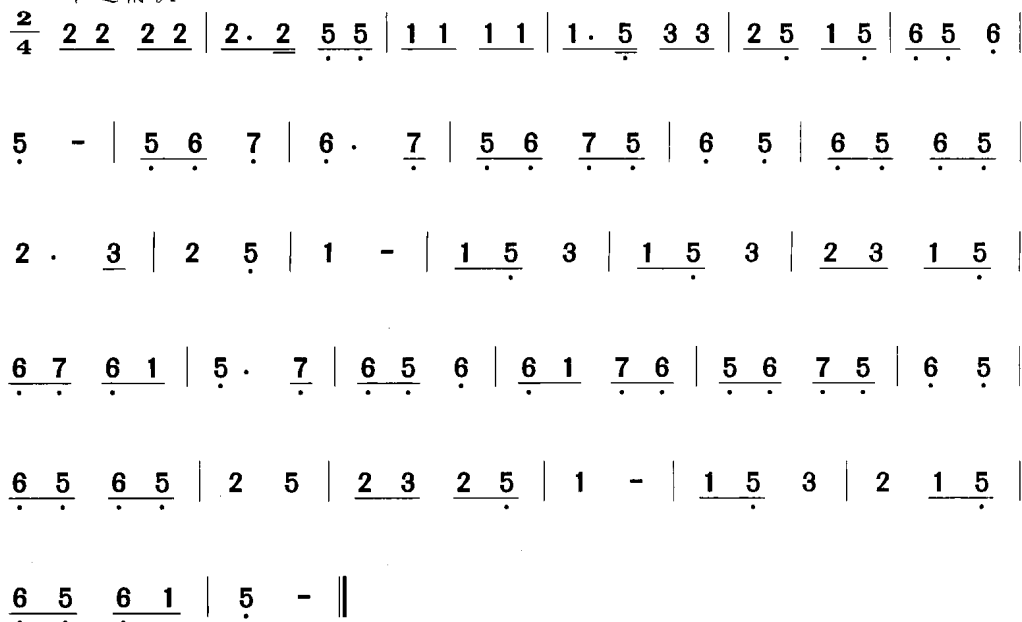 2/4 2 2 2 2 | 2. 2 5̣ 5̣ | 1 1 1 1 | 1. 5̣ 3 3 | 2 5̣ 1 5̣ | 6̣ 5̣ 6̣ |
5̣ - | 5̣ 6̣ 7̣ | 6̣ . 7̣ | 5̣ 6̣ 7̣ 5̣ | 6̣ 5̣ | 6̣ 5̣ 6̣ 5̣ |
2 . 3 | 2 5̣ | 1 - | 1 5̣ 3 | 1 5̣ 3 | 2 3 1 5̣ |
6̣ 7̣ 6̣ 1 | 5̣ . 7̣ | 6̣ 5̣ 6̣ | 6̣ 1 7̣ 6̣ | 5̣ 6̣ 7̣ 5̣ | 6̣ 5̣ |
6̣ 5̣ 6̣ 5̣ | 2 5 | 2 3 2 5̣ | 1 - | 1 5̣ 3 | 2 1 5̣ |
6̣ 5̣ 6̣ 1 | 5̣ - ‖